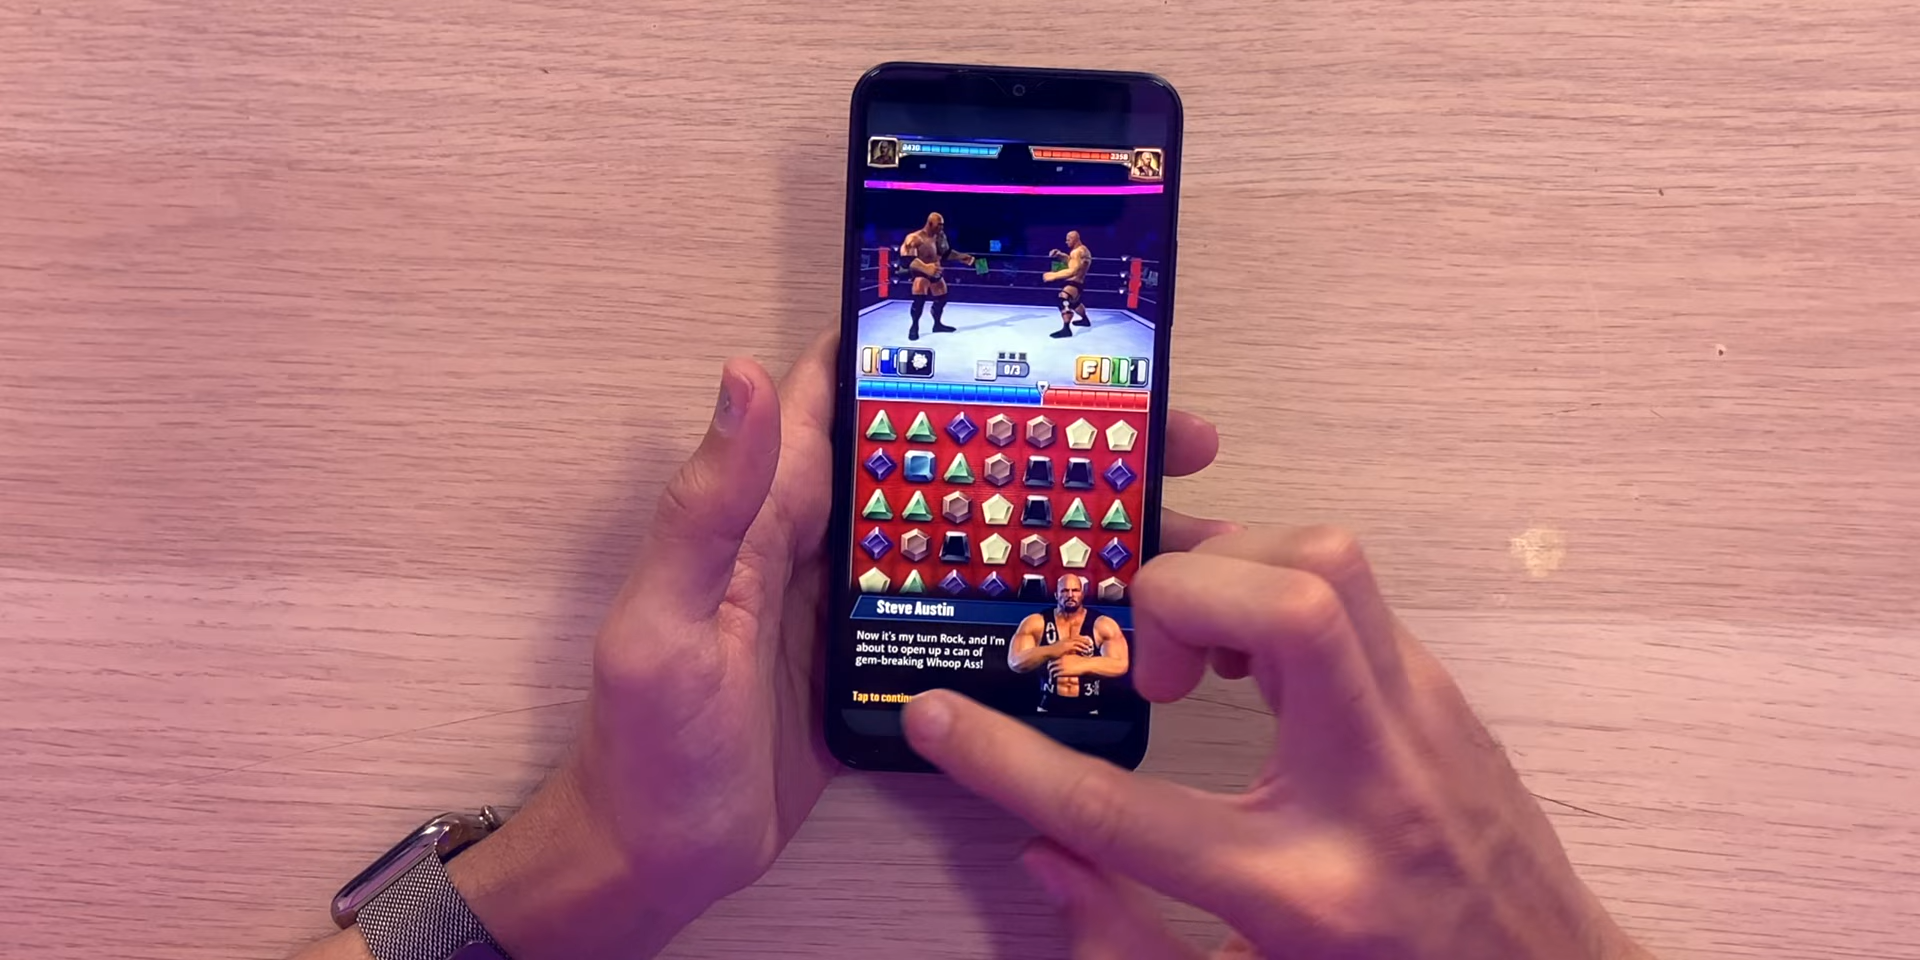 Steve Austin
Now it's my turn Rock, and I'm
about to open up a can of
gem-breaking Whoop Ass!
Tap to contin
0/3
F